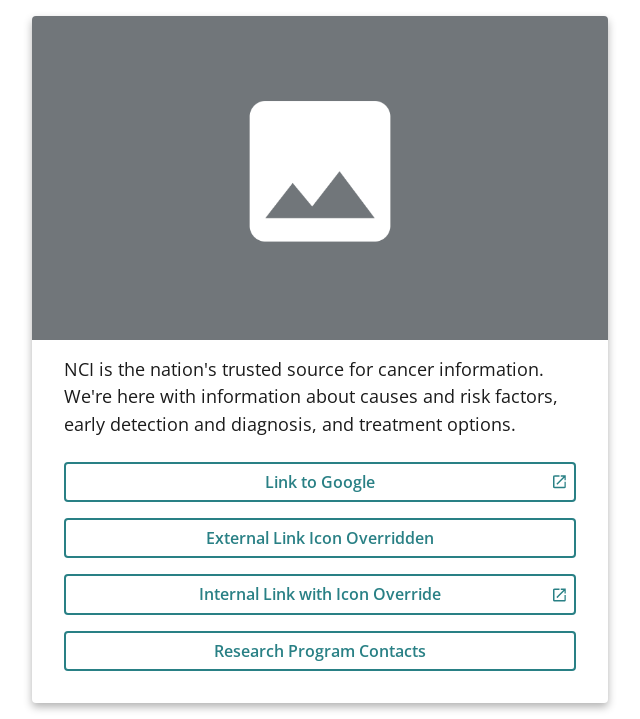 NCI is the nation's trusted source for cancer information.
We're here with information about causes and risk factors,
early detection and diagnosis, and treatment options.
Link to Google
External Link Icon Overridden
Internal Link with Icon Override
Research Program Contacts